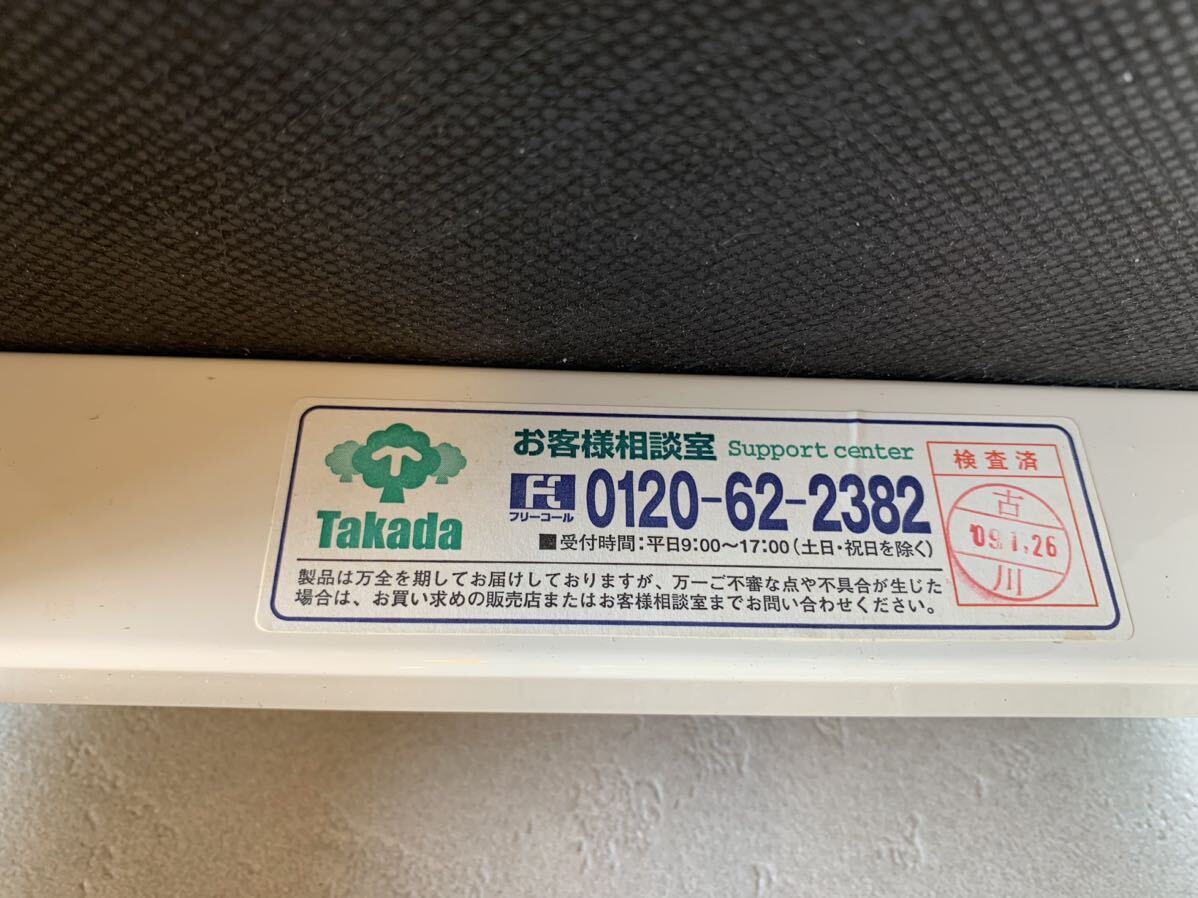 Takada
お客様相談室 Support center
フリーコール 0120-62-2382
■受付時間：平日9:00～17:00（土日・祝日を除く）
製品は万全を期してお届けしておりますが、万一ご不審な点や不具合が生じた
場合は、お買い求めの販売店またはお客様相談室までお問い合わせください。
検査済
古
'09.1.26
川